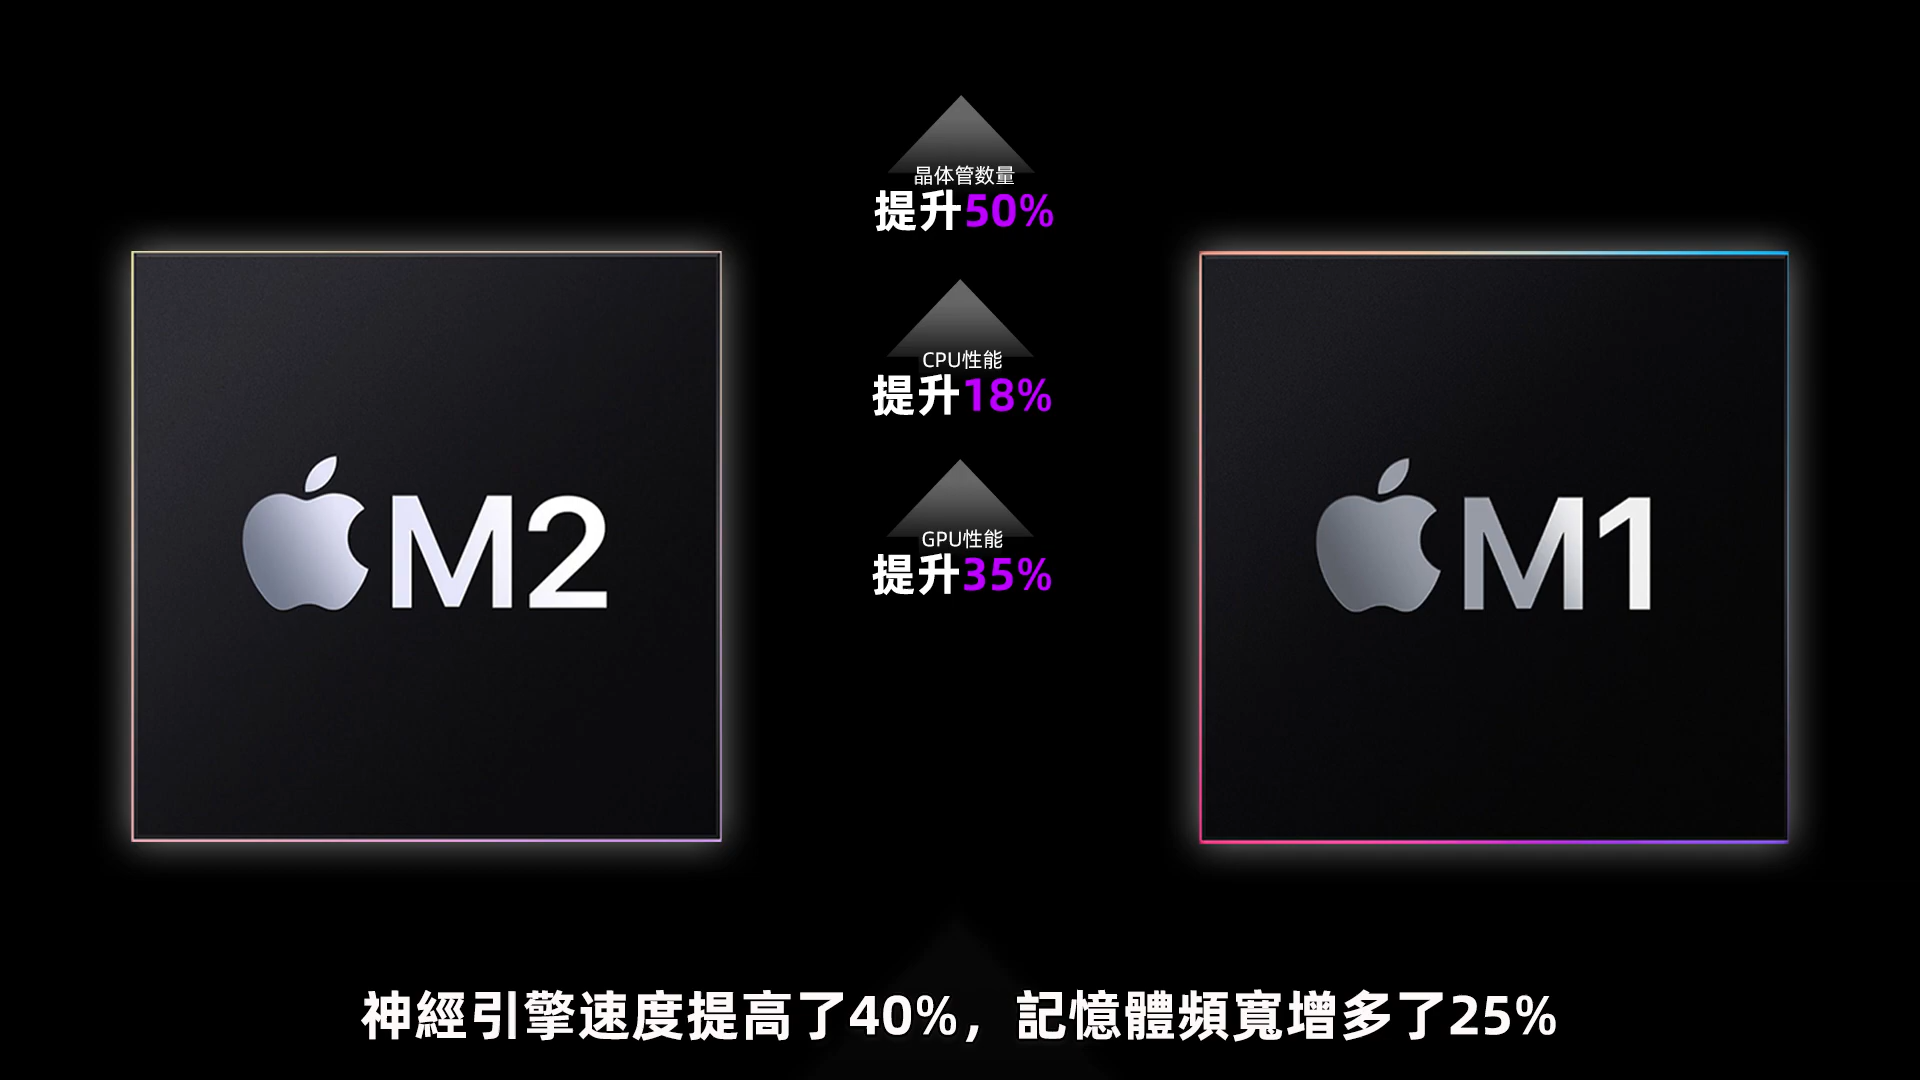 晶体管数量
提升50%
CPU性能
提升18%
GPU性能
提升35%
M2
M1
神經引擎速度提高了40%，記憶體頻寬增多了25%